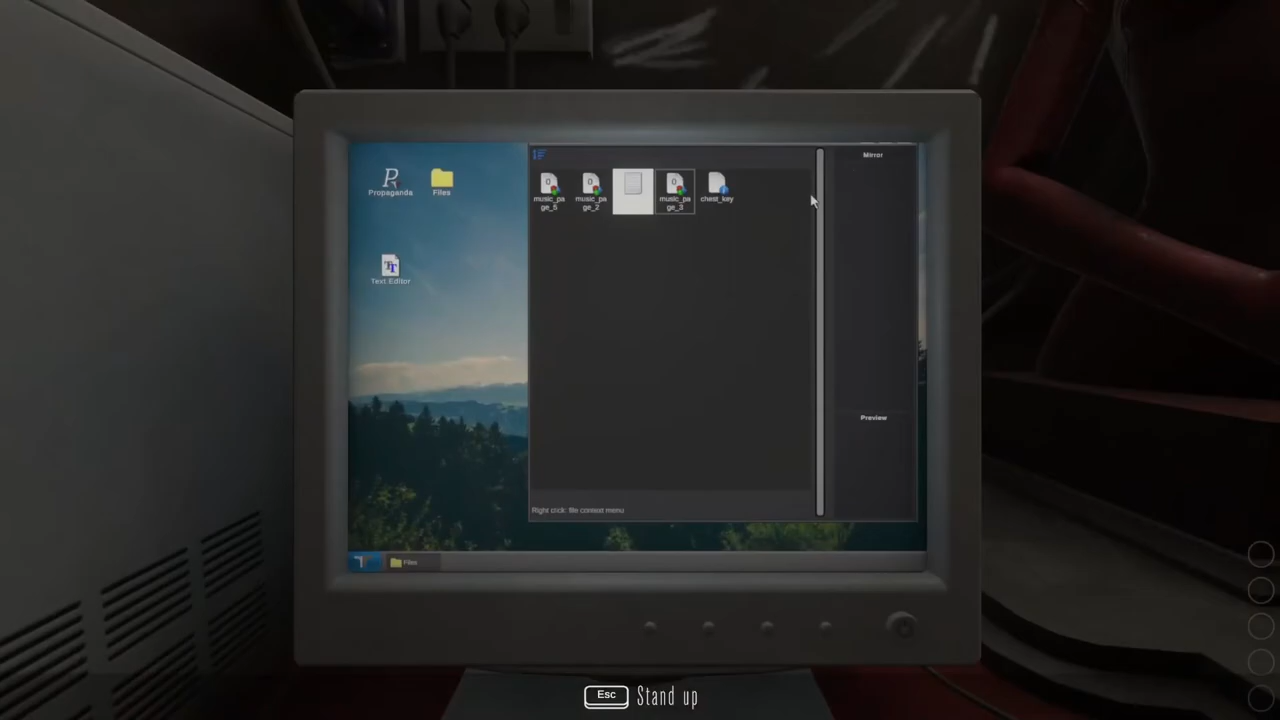 Mirror
Propaganda
Files
music_pa
ge_5
music_pa
ge_2
music_pa
ge_3
chest_key
Text Editor
Preview
Right click: file context menu
Files
Esc Stand up